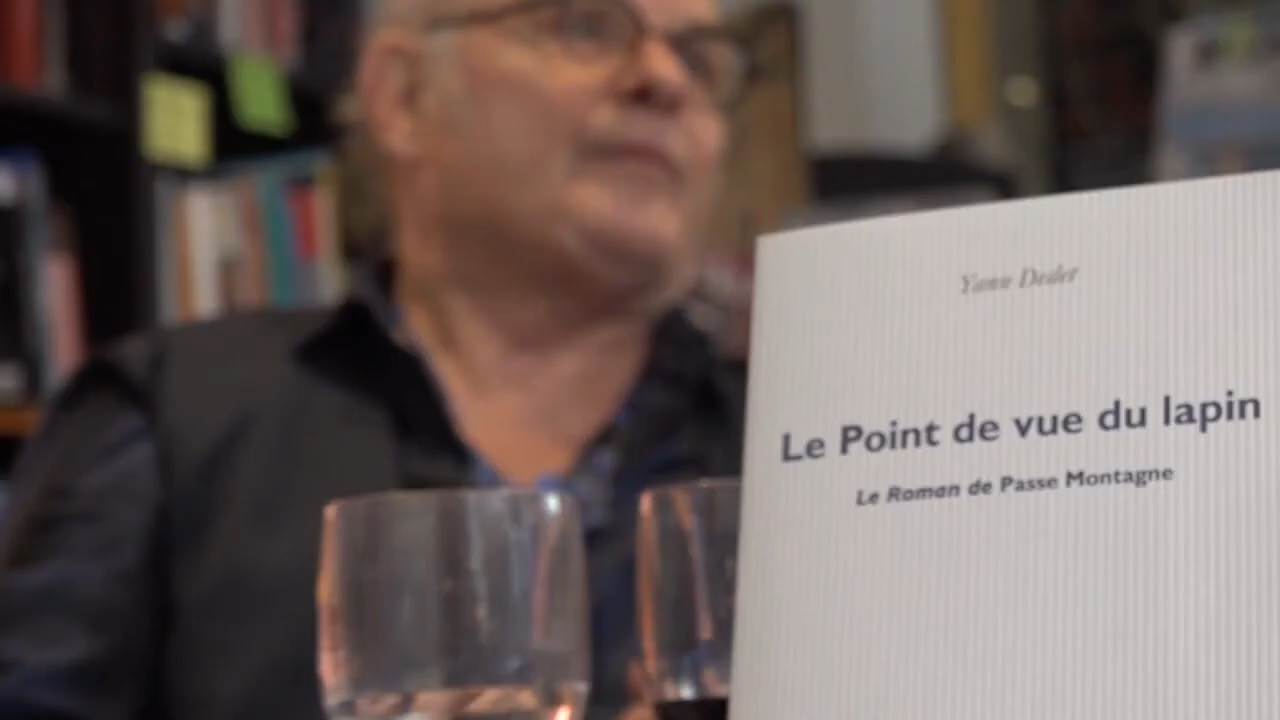 Yann Dedet
Le Point de vue du lapin
Le Roman de Passe Montagne